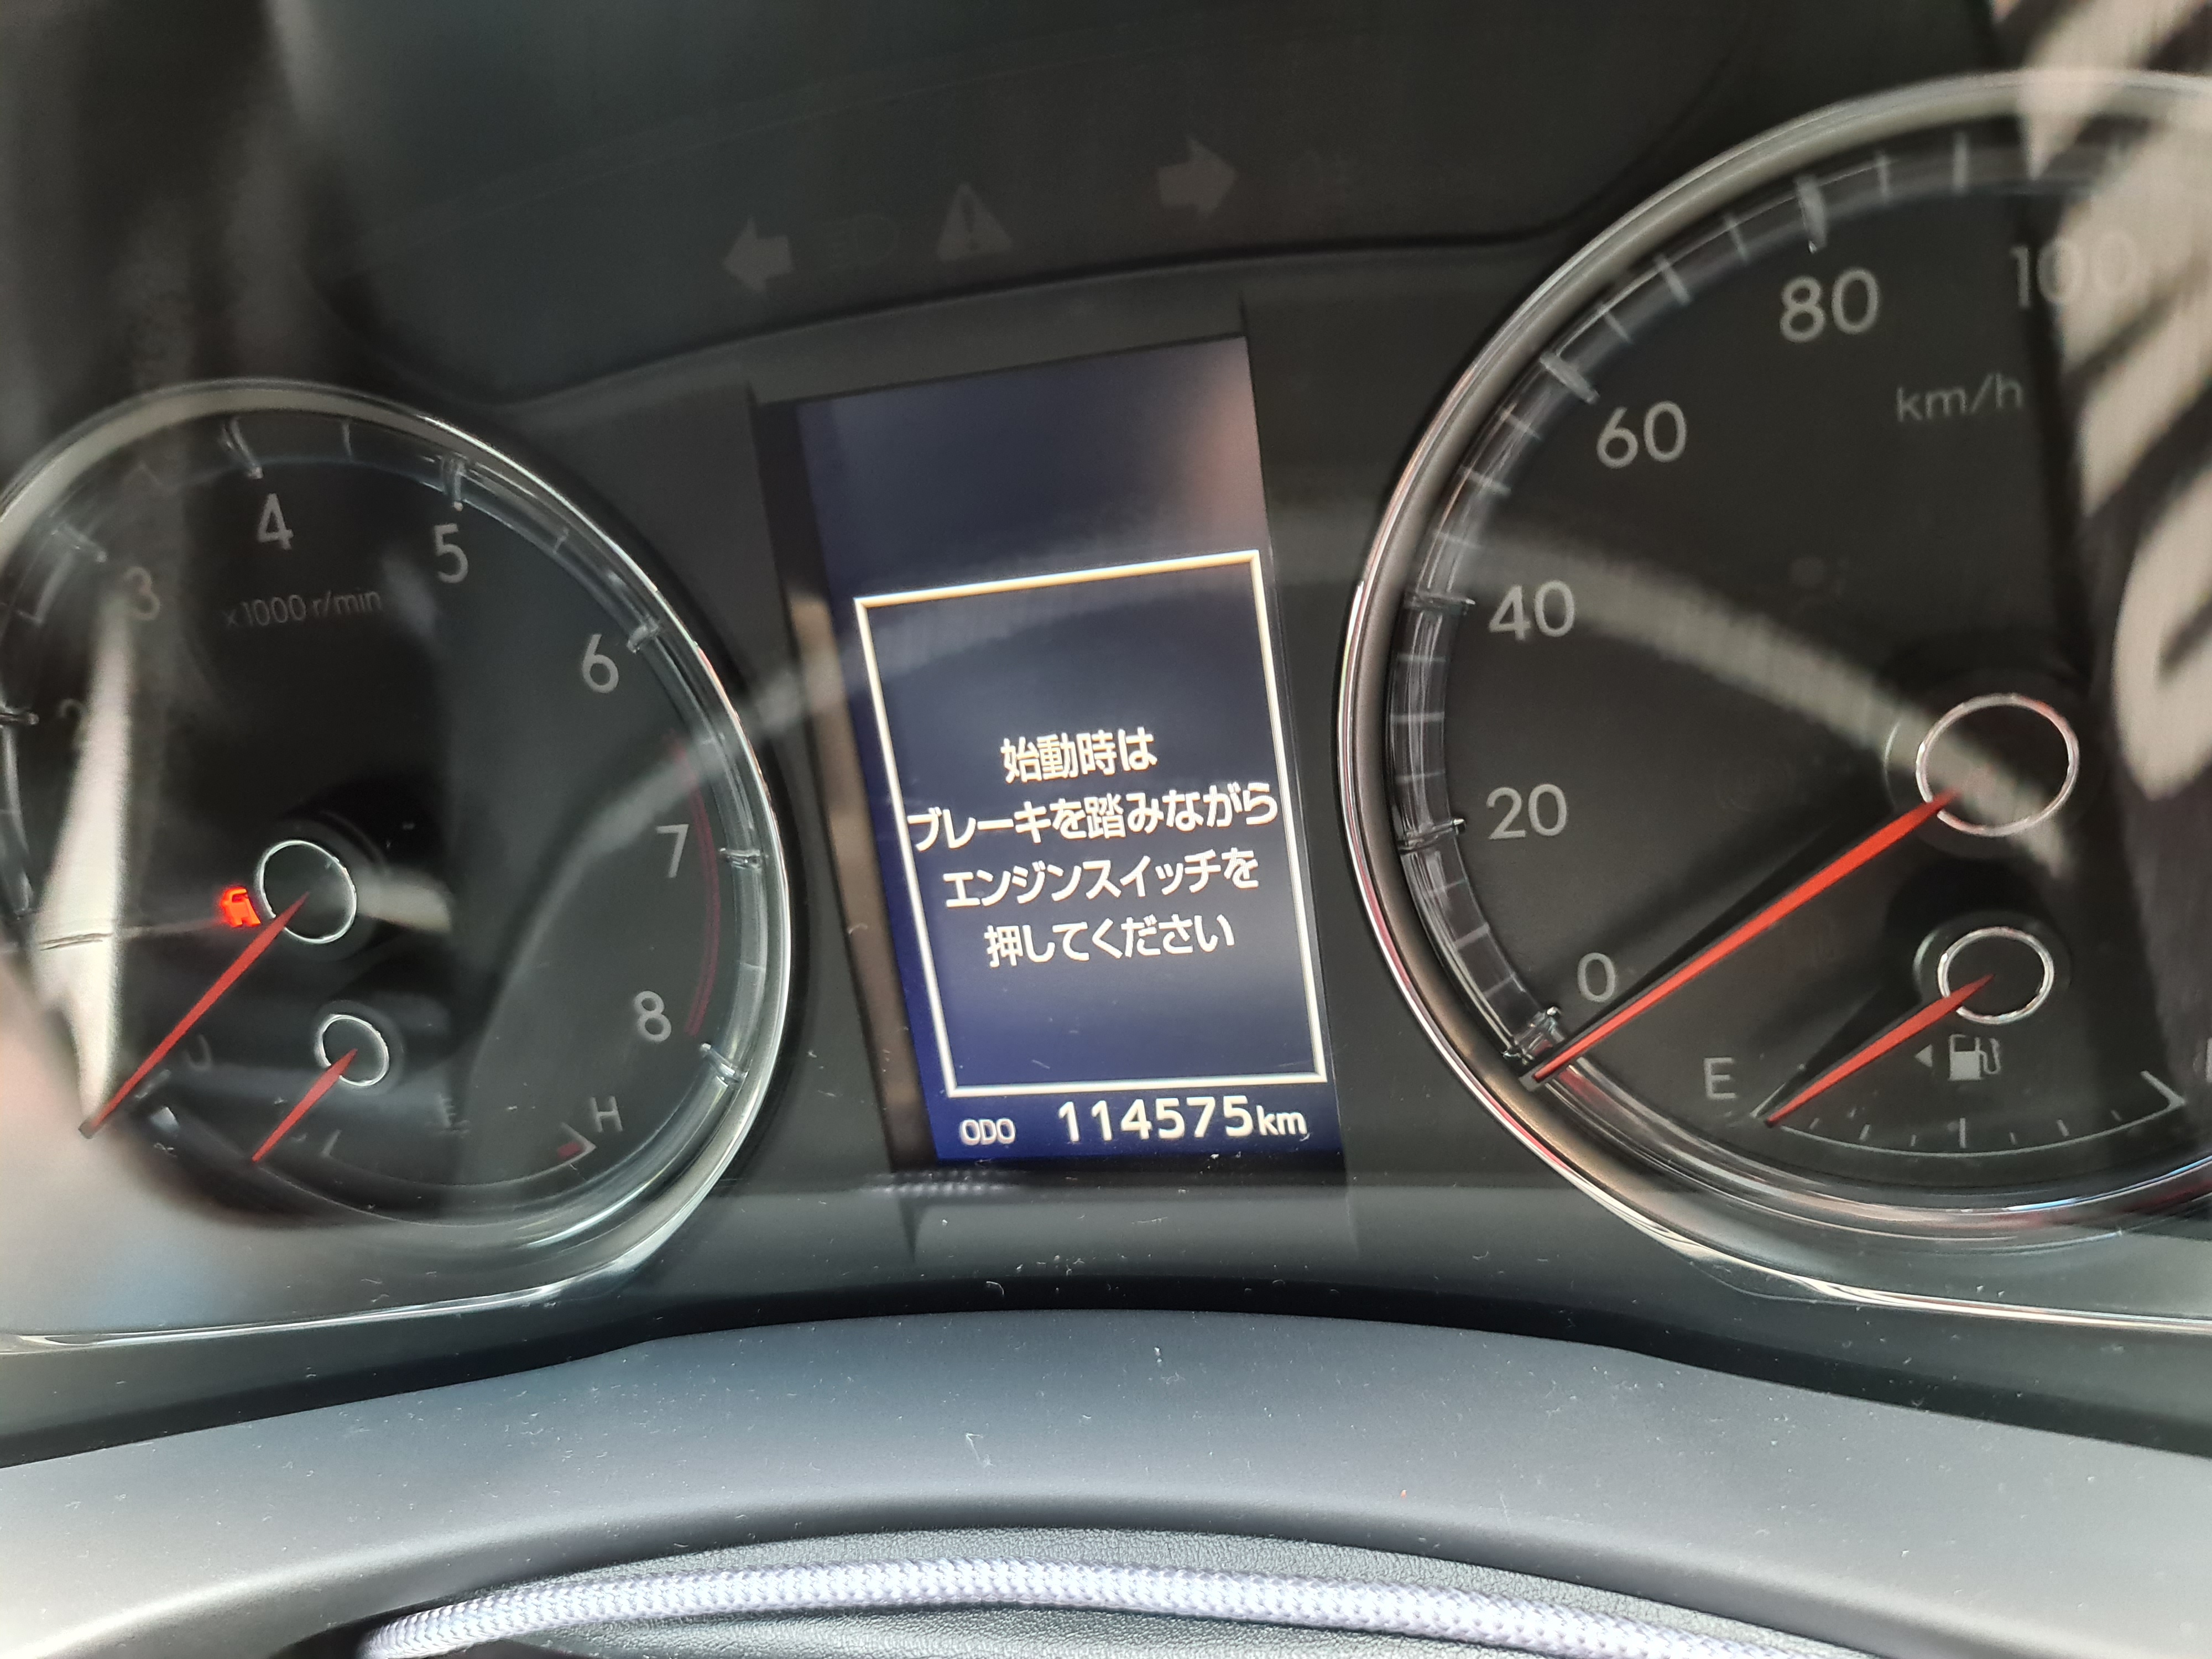 4
5
3
×1000 r/min
6
7
8
H
始動時は
ブレーキを踏みながら
エンジンスイッチを
押してください
ODO 114575km
100
80
km/h
60
40
20
0
E